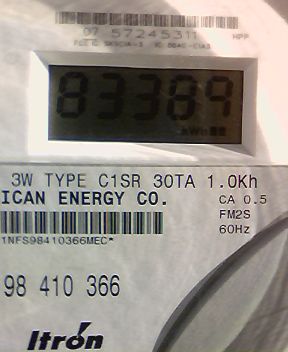 07 57245311 HPP
83389
kWh
3W TYPE C1SR 30TA 1.0Kh
ICAN ENERGY CO. CA 0.5
FM2S
1NFS98410366MEC* 60Hz
98 410 366
Itron